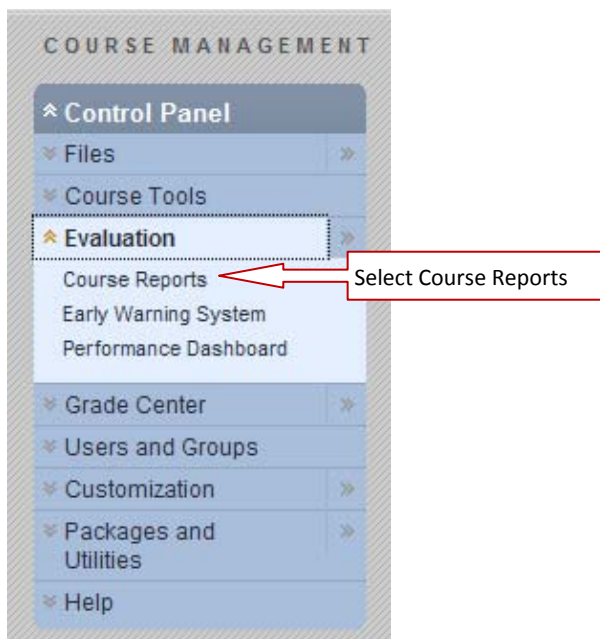 COURSE MANAGEMENT
Control Panel
Files
Course Tools
Evaluation
Course Reports
Select Course Reports
Early Warning System
Performance Dashboard
Grade Center
Users and Groups
Customization
Packages and
Utilities
Help